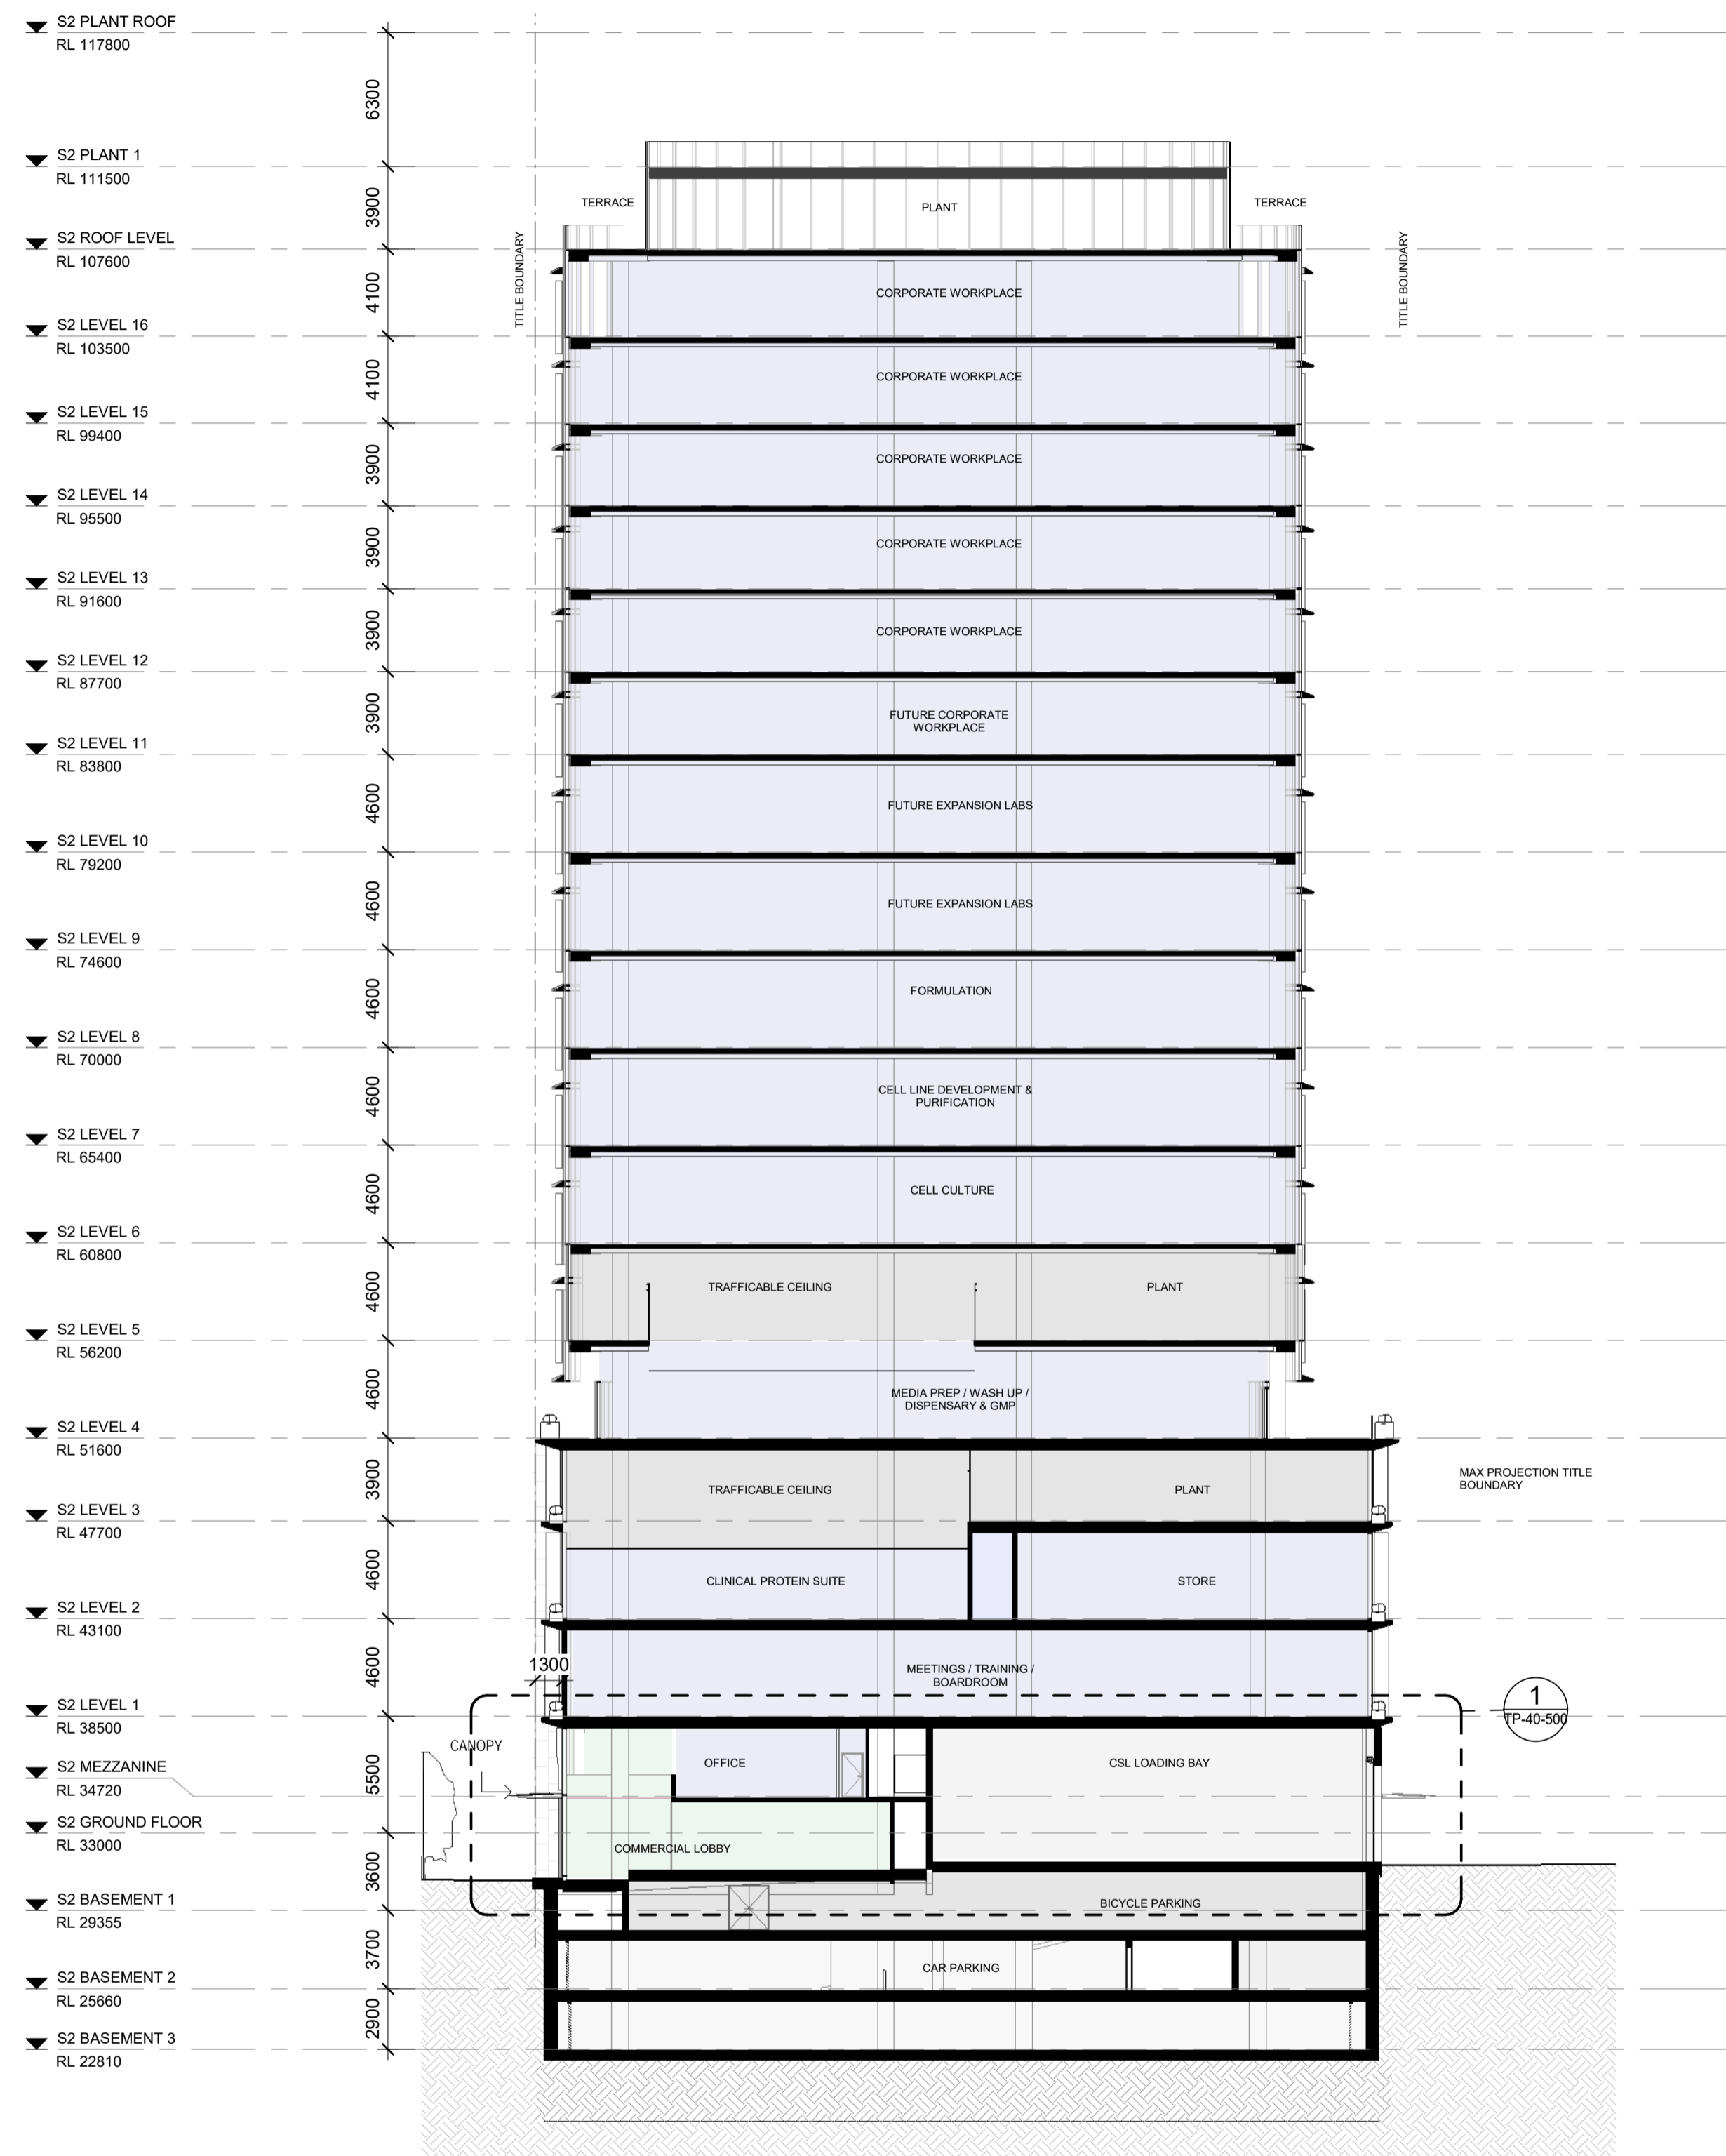 S2 PLANT ROOF
RL 117800
6300
S2 PLANT 1
RL 111500
3900
TERRACE
PLANT
TERRACE
S2 ROOF LEVEL
RL 107600
TITLE BOUNDARY
TITLE BOUNDARY
4100
CORPORATE WORKPLACE
S2 LEVEL 16
RL 103500
4100
CORPORATE WORKPLACE
S2 LEVEL 15
RL 99400
3900
CORPORATE WORKPLACE
S2 LEVEL 14
RL 95500
3900
CORPORATE WORKPLACE
S2 LEVEL 13
RL 91600
3900
CORPORATE WORKPLACE
S2 LEVEL 12
RL 87700
3900
FUTURE CORPORATE
WORKPLACE
S2 LEVEL 11
RL 83800
4600
FUTURE EXPANSION LABS
S2 LEVEL 10
RL 79200
4600
FUTURE EXPANSION LABS
S2 LEVEL 9
RL 74600
4600
FORMULATION
S2 LEVEL 8
RL 70000
4600
CELL LINE DEVELOPMENT &
PURIFICATION
S2 LEVEL 7
RL 65400
4600
CELL CULTURE
S2 LEVEL 6
RL 60800
4600
TRAFFICABLE CEILING
PLANT
S2 LEVEL 5
RL 56200
4600
MEDIA PREP / WASH UP /
DISPENSARY & GMP
S2 LEVEL 4
RL 51600
3900
TRAFFICABLE CEILING
PLANT
MAX PROJECTION TITLE
BOUNDARY
S2 LEVEL 3
RL 47700
4600
CLINICAL PROTEIN SUITE
STORE
S2 LEVEL 2
RL 43100
4600
1300
MEETINGS / TRAINING /
BOARDROOM
S2 LEVEL 1
RL 38500
1
TP-40-500
CANOPY
5500
OFFICE
CSL LOADING BAY
S2 MEZZANINE
RL 34720
S2 GROUND FLOOR
RL 33000
COMMERCIAL LOBBY
3600
S2 BASEMENT 1
RL 29355
BICYCLE PARKING
3700
CAR PARKING
S2 BASEMENT 2
RL 25660
2900
S2 BASEMENT 3
RL 22810